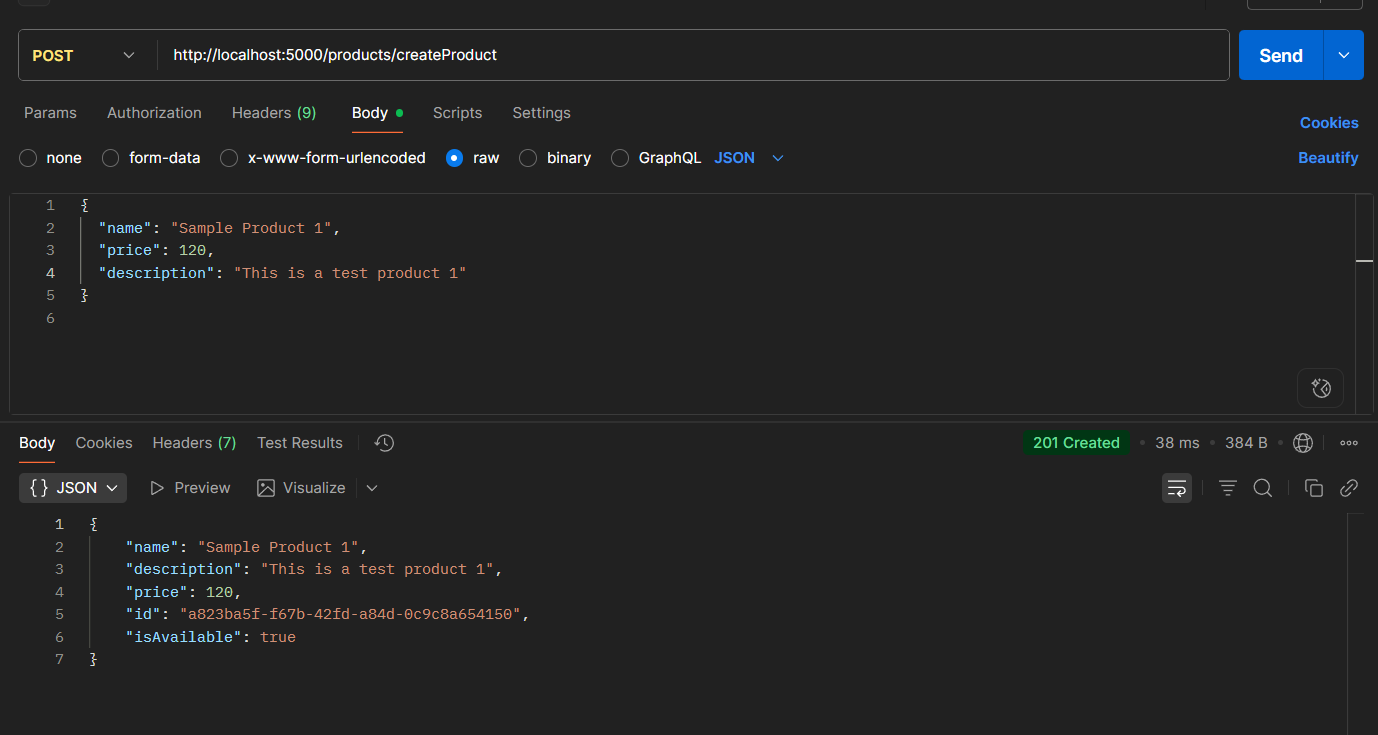 POST http://localhost:5000/products/createProduct Send
Params Authorization Headers (9) Body Scripts Settings Cookies
none form-data x-www-form-urlencoded raw binary GraphQL JSON Beautify
1 {
2 "name": "Sample Product 1",
3 "price": 120,
4 "description": "This is a test product 1"
5 }
6
Body Cookies Headers (7) Test Results 201 Created • 38 ms • 384 B •
{} JSON Preview Visualize
1 {
2 "name": "Sample Product 1",
3 "description": "This is a test product 1",
4 "price": 120,
5 "id": "a823ba5f-f67b-42fd-a84d-0c9c8a654150",
6 "isAvailable": true
7 }